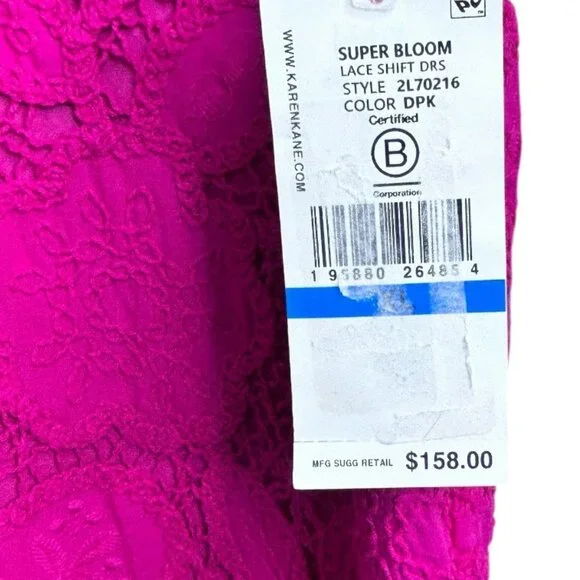 WWW.KARENKANE.COM
SUPER BLOOM
LACE SHIFT DRS
STYLE 2L70216
COLOR DPK
Certified
B
Corporation
1 95880 26485 4
MFG SUGG RETAIL $158.00